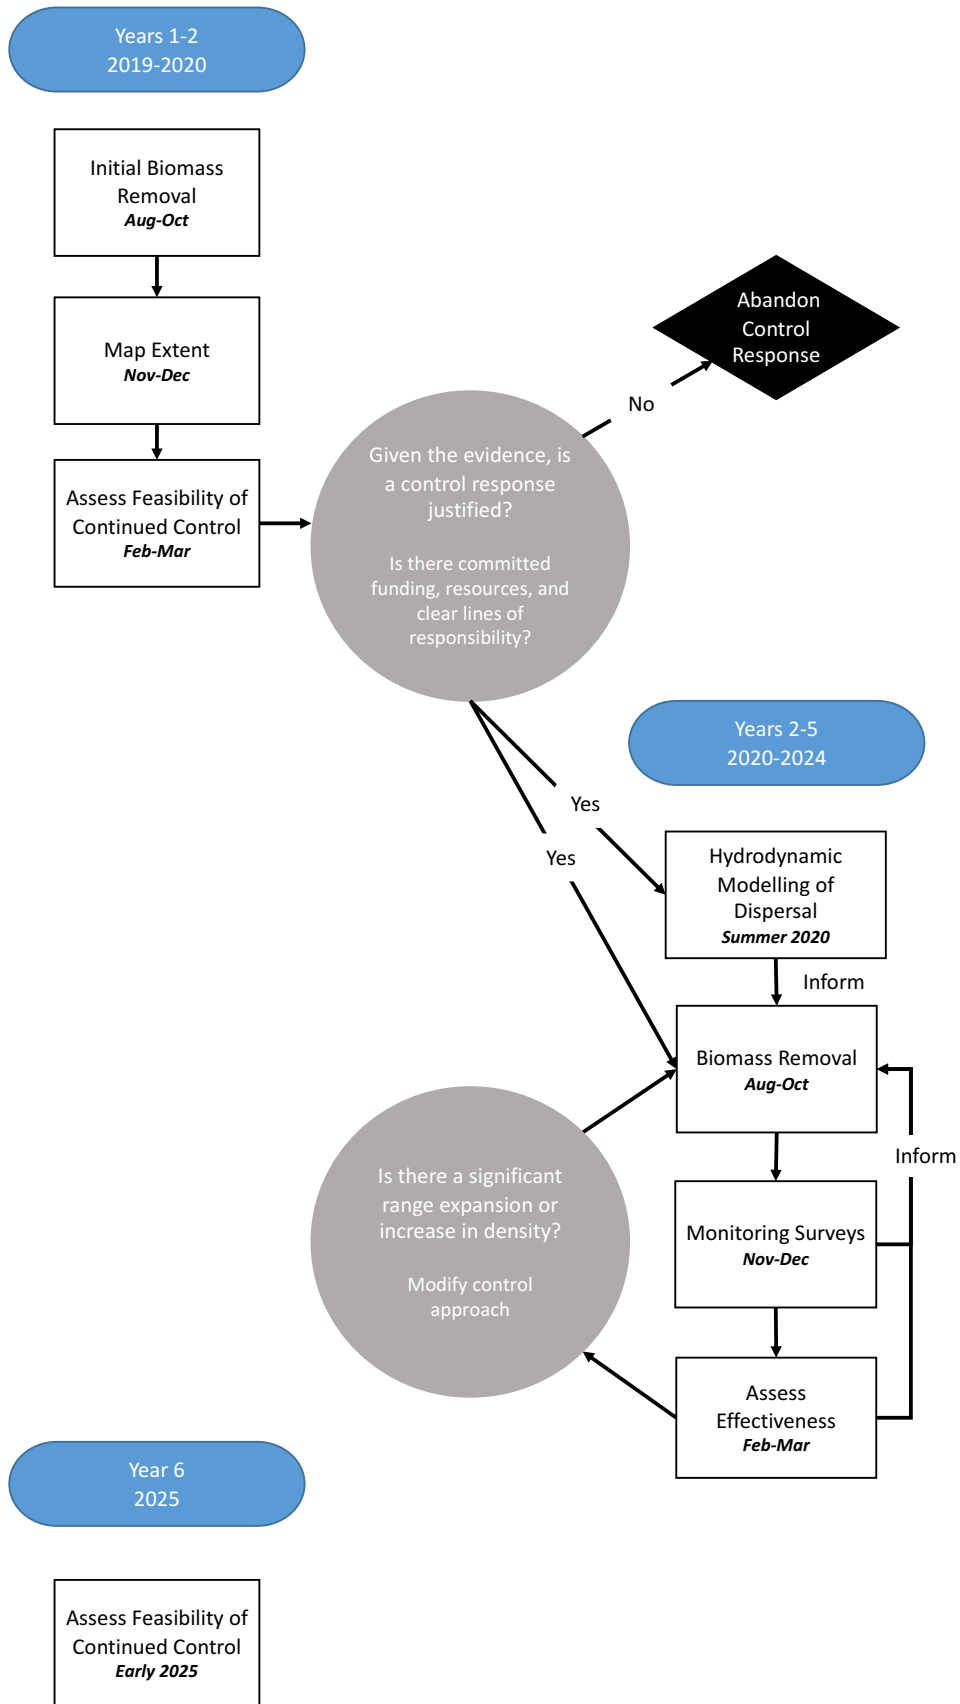 Years 1-2
2019-2020
Initial Biomass
Removal
Aug-Oct
Map Extent
Nov-Dec
Assess Feasibility of
Continued Control
Feb-Mar
Given the evidence, is
a control response
justified?
Is there committed
funding, resources, and
clear lines of
responsibility?
No
Abandon
Control
Response
Yes
Yes
Years 2-5
2020-2024
Hydrodynamic
Modelling of
Dispersal
Summer 2020
Inform
Biomass Removal
Aug-Oct
Inform
Monitoring Surveys
Nov-Dec
Assess
Effectiveness
Feb-Mar
Is there a significant
range expansion or
increase in density?
Modify control
approach
Year 6
2025
Assess Feasibility of
Continued Control
Early 2025